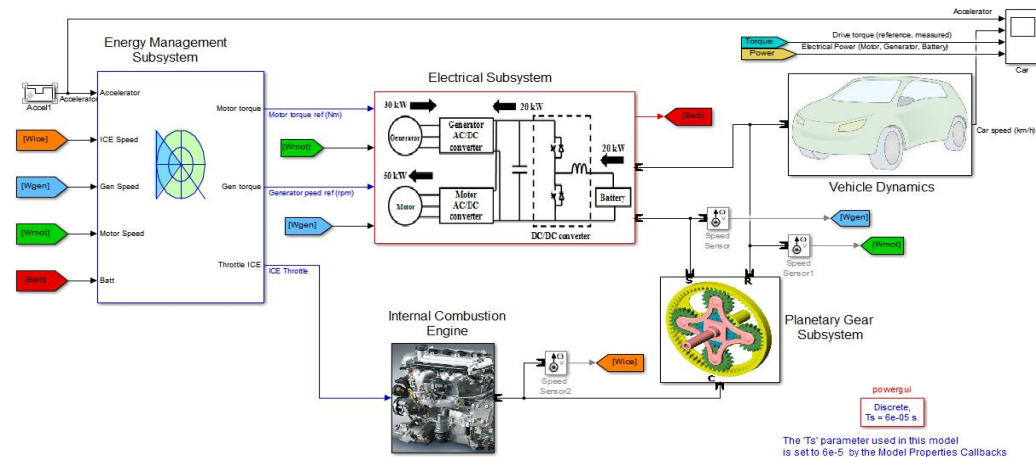 Accelerator
Drive torque (reference, measured)
Electrical Power (Motor, Generator, Battery)
Torque
Power
Car
Car speed (km/h)
Energy Management
Subsystem
Accel1
Accelerator
Accelerator
[Wice]
ICE Speed
[Wgen]
Gen Speed
[Wmot]
Motor Speed
[Batt]
Batt
Motor torque
Motor torque ref (Nm)
Gen torque
Generator peed ref (rpm)
Throttle ICE
ICE Throttle
[Wmot]
[Wgen]
Electrical Subsystem
30 kW
20 kW
Generator
Generator
AC/DC
converter
50 kW
Motor
Motor
AC/DC
converter
20 kW
Battery
DC/DC converter
[Batt]
Vehicle Dynamics
Speed
Sensor
[Wgen]
Speed
Sensor1
[Wmot]
S
R
C
Planetary Gear
Subsystem
Internal Combustion
Engine
Speed
Sensor2
[Wice]
powergui
Discrete,
Ts = 6e-05 s.
The 'Ts' parameter used in this model
is set to 6e-5 by the Model Properties Callbacks